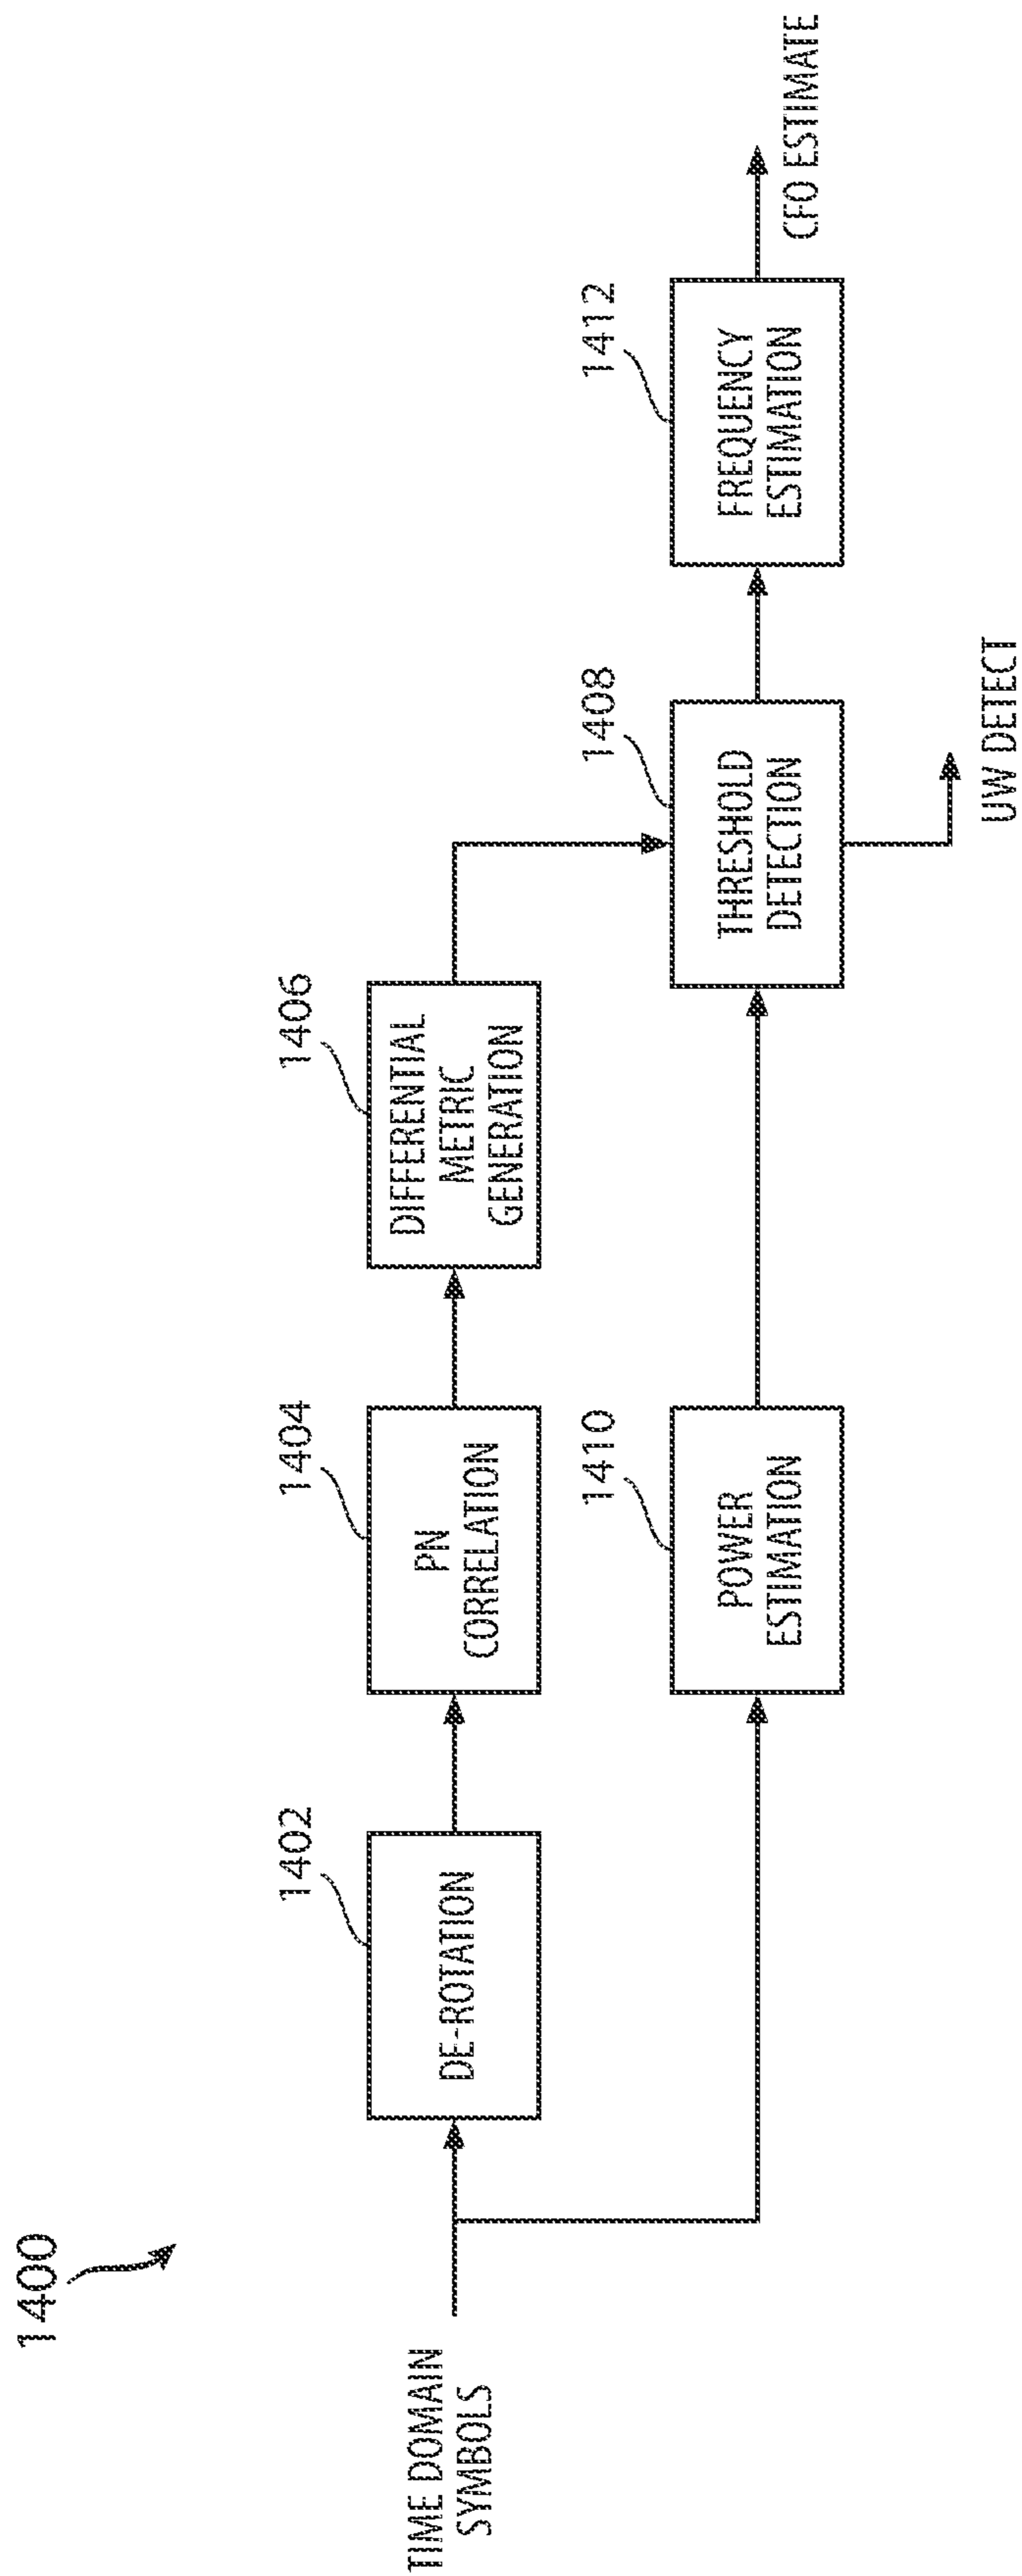 1400
TIME DOMAIN
SYMBOLS
1402
DE-ROTATION
1404
PN
CORRELATION
1406
DIFFERENTIAL
METRIC
GENERATION
1410
POWER
ESTIMATION
1408
THRESHOLD
DETECTION
UW DETECT
1412
FREQUENCY
ESTIMATION
CFO ESTIMATE